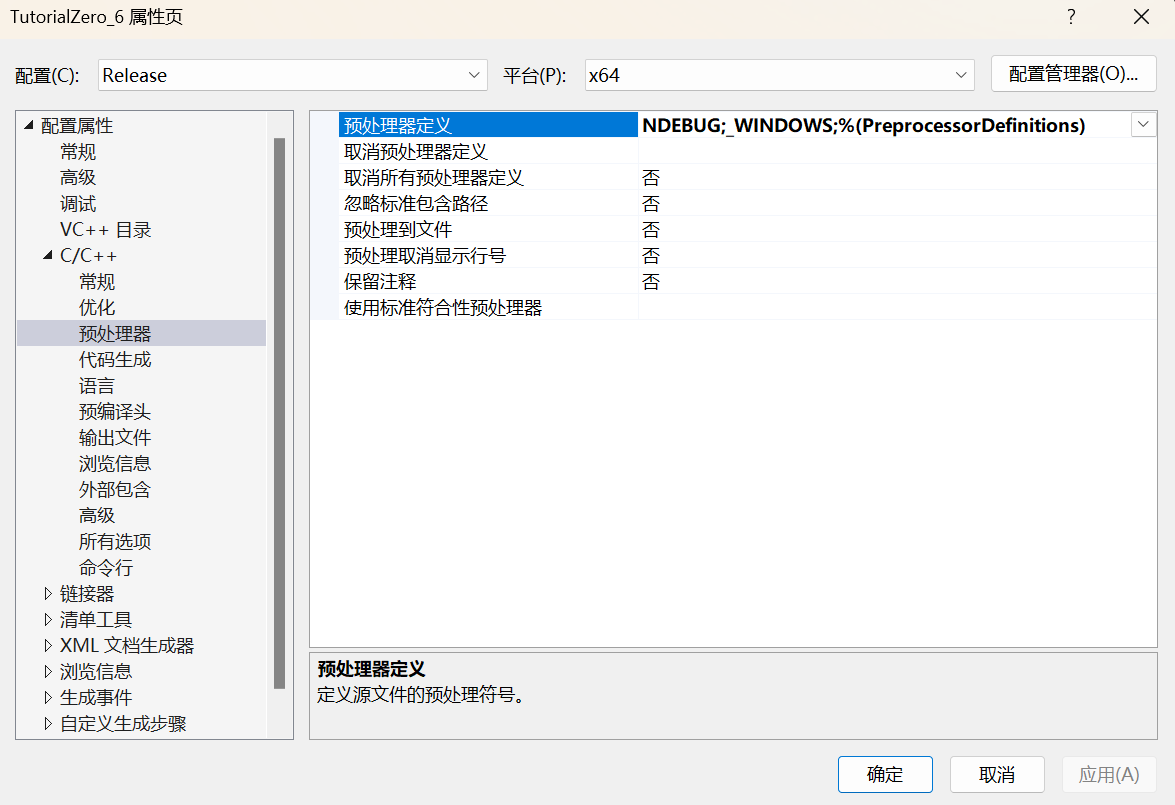 TutorialZero_6 属性页
?
配置(C):
Release
平台(P):
x64
配置管理器(O)...
配置属性
常规
高级
调试
VC++ 目录
C/C++
常规
优化
预处理器
代码生成
语言
预编译头
输出文件
浏览信息
外部包含
高级
所有选项
命令行
链接器
清单工具
XML 文档生成器
浏览信息
生成事件
自定义生成步骤
预处理器定义 NDEBUG;_WINDOWS;%(PreprocessorDefinitions)
取消预处理器定义
取消所有预处理器定义 否
忽略标准包含路径 否
预处理到文件 否
预处理取消显示行号 否
保留注释 否
使用标准符合性预处理器
预处理器定义
定义源文件的预处理符号。
确定
取消
应用(A)